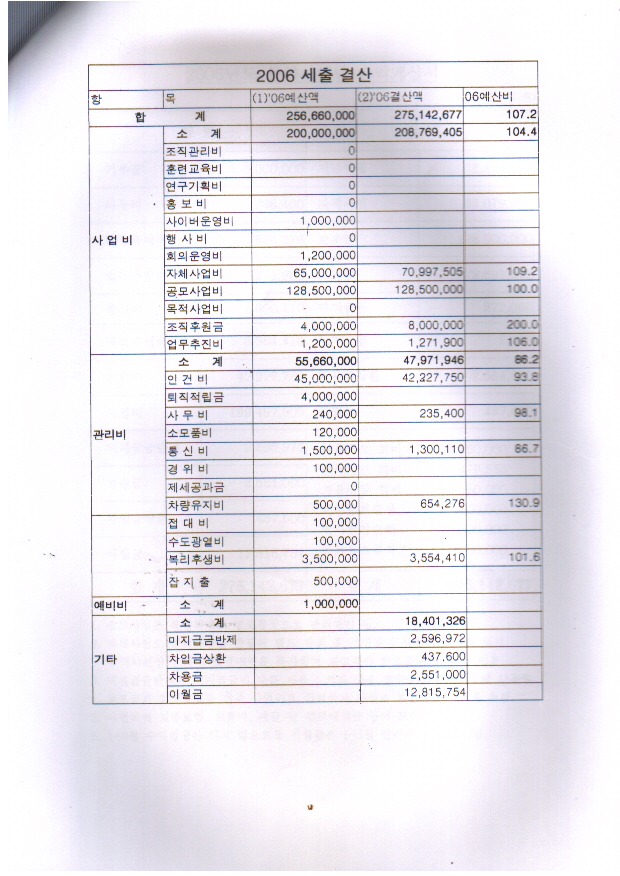 2006 세출 결산
항 목 (1)'06예산액 (2)'06결산액 06예산비
합 계 256,660,000 275,142,677 107.2
소 계 200,000,000 208,769,405 104.4
조직관리비 0
훈련교육비 0
연구기획비 0
홍 보 비 0
사이버운영비 1,000,000
사 업 비 행 사 비 0
회의운영비 1,200,000
자체사업비 65,000,000 70,997,505 109.2
공모사업비 128,500,000 128,500,000 100.0
목적사업비 0
조직후원금 4,000,000 8,000,000 200.0
업무추진비 1,200,000 1,271,900 106.0
소 계 55,660,000 47,971,946 86.2
인 건 비 45,000,000 42,227,750 93.8
퇴직적립금 4,000,000
사 무 비 240,000 235,400 98.1
관리비 소모품비 120,000
통 신 비 1,500,000 1,300,110 86.7
경 위 비 100,000
제세공과금 0
차량유지비 500,000 654,276 130.9
접 대 비 100,000
수도광열비 100,000
복리후생비 3,500,000 3,554,410 101.6
잡 지 출 500,000
예비비 소 계 1,000,000
소 계 18,401,326
미지급금반제 2,596,972
기타 차입금상환 437,600
차용금 2,551,000
이월금 12,815,754